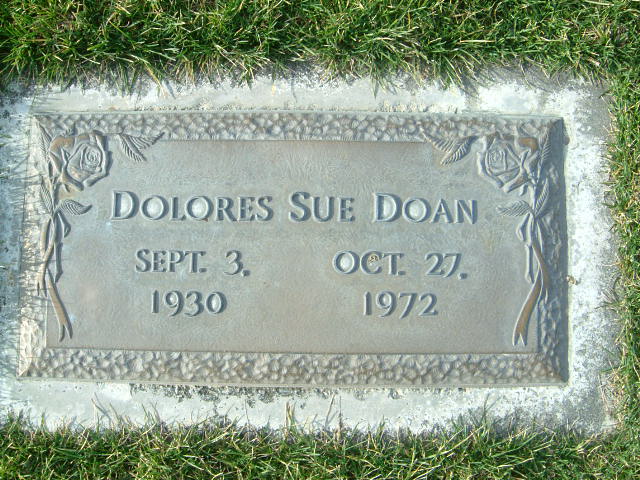 Dolores Sue Doan
Sept. 3, Oct. 27,
1930 1972